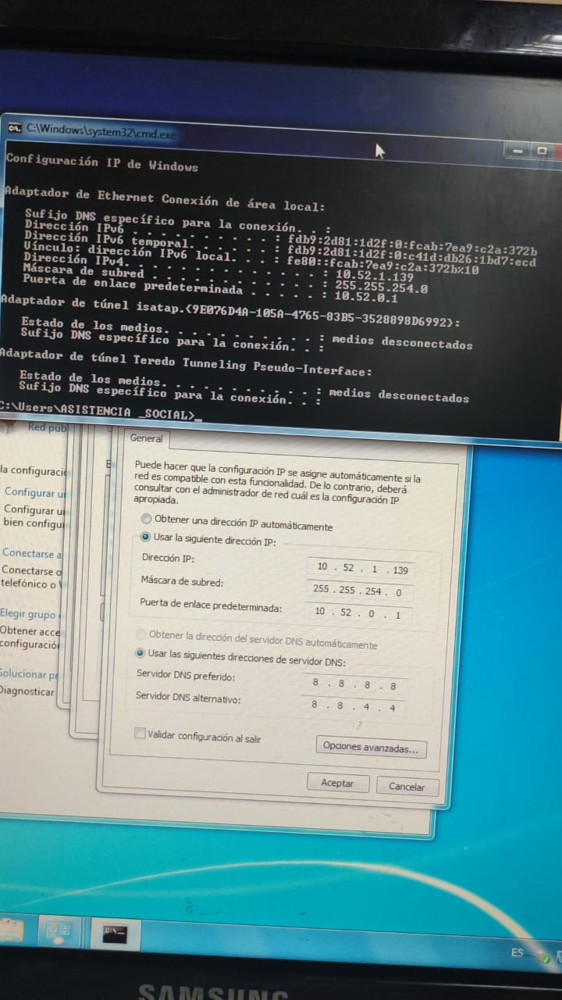 C:\Windows\system32\cmd.exe
Configuración IP de Windows
Adaptador de Ethernet Conexión de área local:
Sufijo DNS específico para la conexión. . :
Dirección IPv6 . . . . . . . . . . : fdb9:2d81:1d2f:0:fcab:7ea9:c2a:372b
Dirección IPv6 temporal. . . . . . : fdb9:2d81:1d2f:0:c41d:db26:1bd7:ecd
Vínculo: dirección IPv6 local. . . : fe80::fcab:7ea9:c2a:372b%10
Dirección IPv4. . . . . . . . . . . . . . : 10.52.1.139
Máscara de subred . . . . . . . . . . . . : 255.255.254.0
Puerta de enlace predeterminada . . . . . : 10.52.0.1
Adaptador de túnel isatap.{9E076D4A-105A-4765-83B5-3528898D6992}:
Estado de los medios. . . . . . . . . . . : medios desconectados
Sufijo DNS específico para la conexión. . :
Adaptador de túnel Teredo Tunneling Pseudo-Interface:
Estado de los medios. . . . . . . . . . . : medios desconectados
Sufijo DNS específico para la conexión. . :
C:\Users\ASISTENCIA _SOCIAL>_
Red púb
la configuració
Configurar u
Configurar u
bien configu
Conectarse a
Conectarse o
telefónico o V
Elegir grupo
Obtener acce
configuració
Solucionar pr
Diagnosticar
E
General
Puede hacer que la configuración IP se asigne automáticamente si la
red es compatible con esta funcionalidad. De lo contrario, deberá
consultar con el administrador de red cuál es la configuración IP
apropiada.
Obtener una dirección IP automáticamente
Usar la siguiente dirección IP:
Dirección IP: 10 . 52 . 1 . 139
Máscara de subred: 255 . 255 . 254 . 0
Puerta de enlace predeterminada: 10 . 52 . 0 . 1
Obtener la dirección del servidor DNS automáticamente
Usar las siguientes direcciones de servidor DNS:
Servidor DNS preferido: 8 . 8 . 8 . 8
Servidor DNS alternativo: 8 . 8 . 4 . 4
Validar configuración al salir
Opciones avanzadas...
Aceptar
Cancelar
ES
SAMSUNG